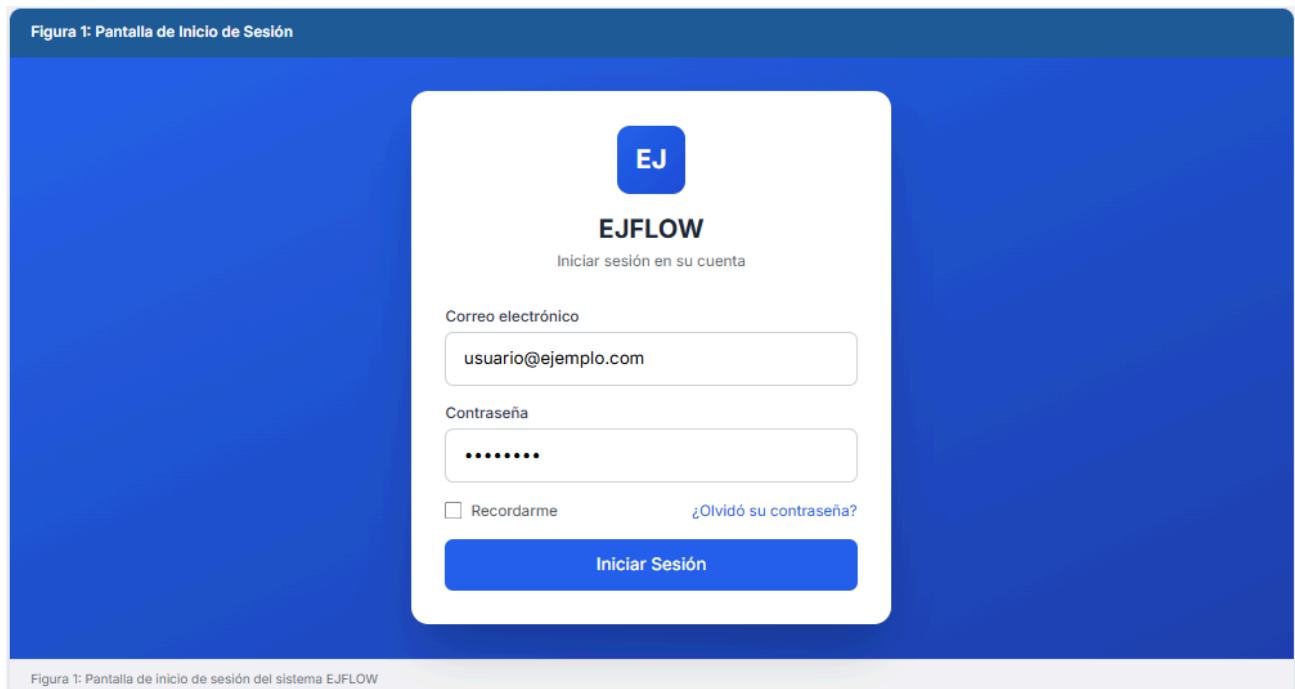 Figura 1: Pantalla de Inicio de Sesión
EJ
EJFLOW
Iniciar sesión en su cuenta
Correo electrónico
usuario@ejemplo.com
Contraseña
••••••••
Recordarme ¿Olvidó su contraseña?
Iniciar Sesión
Figura 1: Pantalla de inicio de sesión del sistema EJFLOW